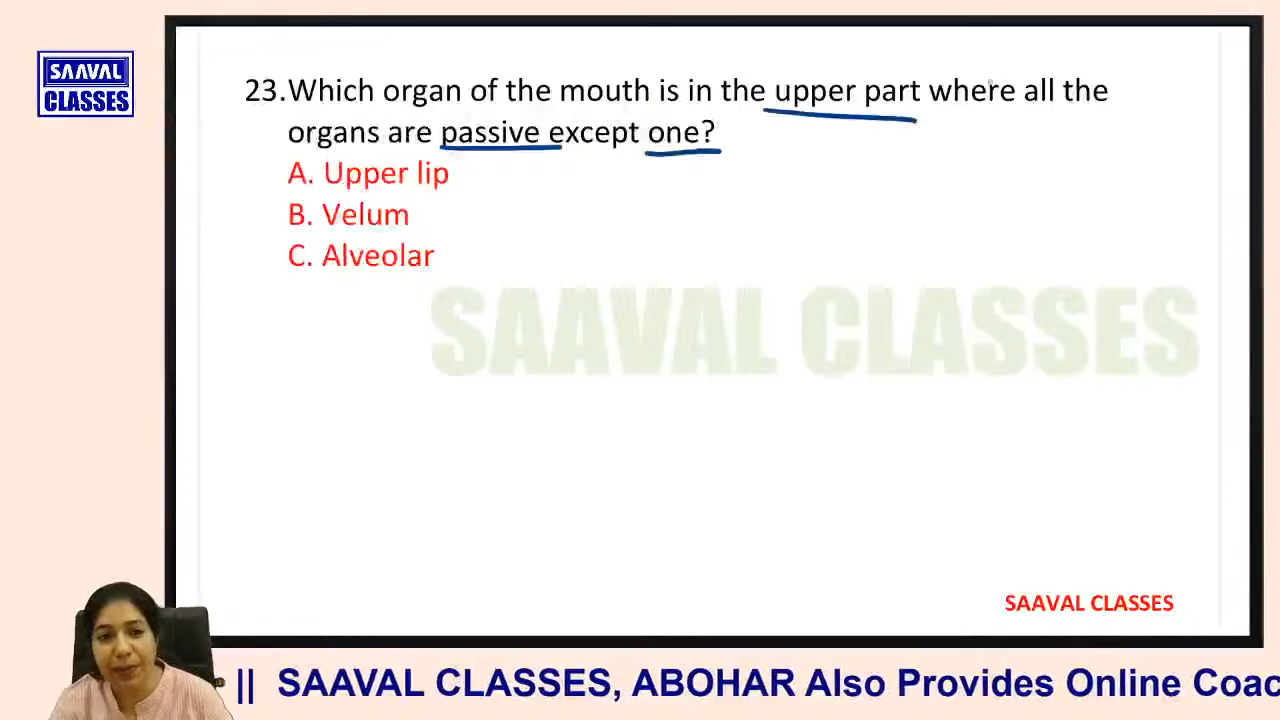 SAAVAL
CLASSES
23.Which organ of the mouth is in the upper part where all the
organs are passive except one?
A. Upper lip
B. Velum
C. Alveolar
SAAVAL CLASSES
SAAVAL CLASSES
|| SAAVAL CLASSES, ABOHAR Also Provides Online Coac